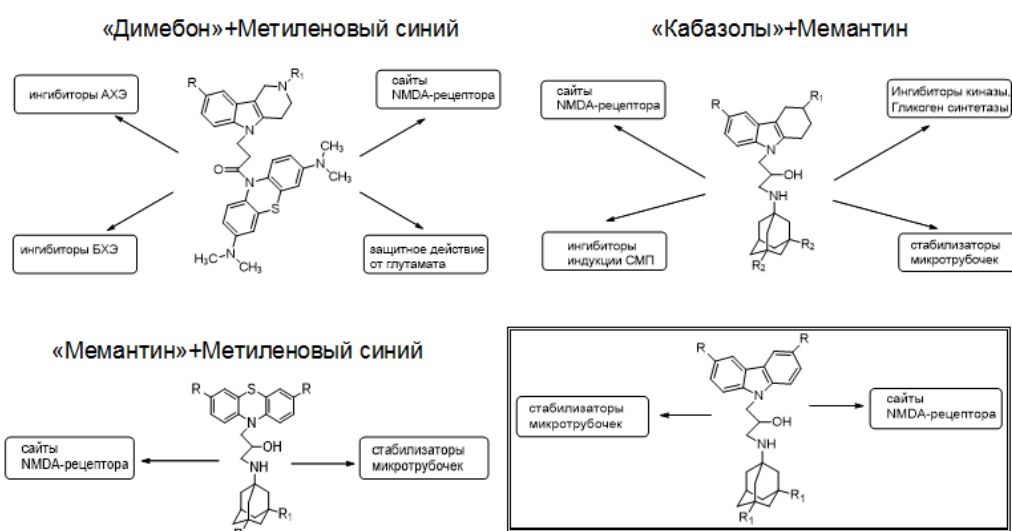 «Димебон»+Метиленовый синий
ингибиторы АХЭ
сайты
NMDA-рецептора
R
R1
N
N
O
N
S
N
CH3
CH3
N
H3C
CH3
ингибиторы БХЭ
защитное действие
от глутамата
«Кабазолы»+Мемантин
сайты
NMDA-рецептора
Ингибиторы киназы,
Гликоген синтетазы
R
R1
N
OH
NH
R2
R2
ингибиторы
индукции СМП
стабилизаторы
микротрубочек
«Мемантин»+Метиленовый синий
R
S
R
N
OH
NH
R1
сайты
NMDA-рецептора
стабилизаторы
микротрубочек
R
R
N
OH
NH
R1
R1
стабилизаторы
микротрубочек
сайты
NMDA-рецептора